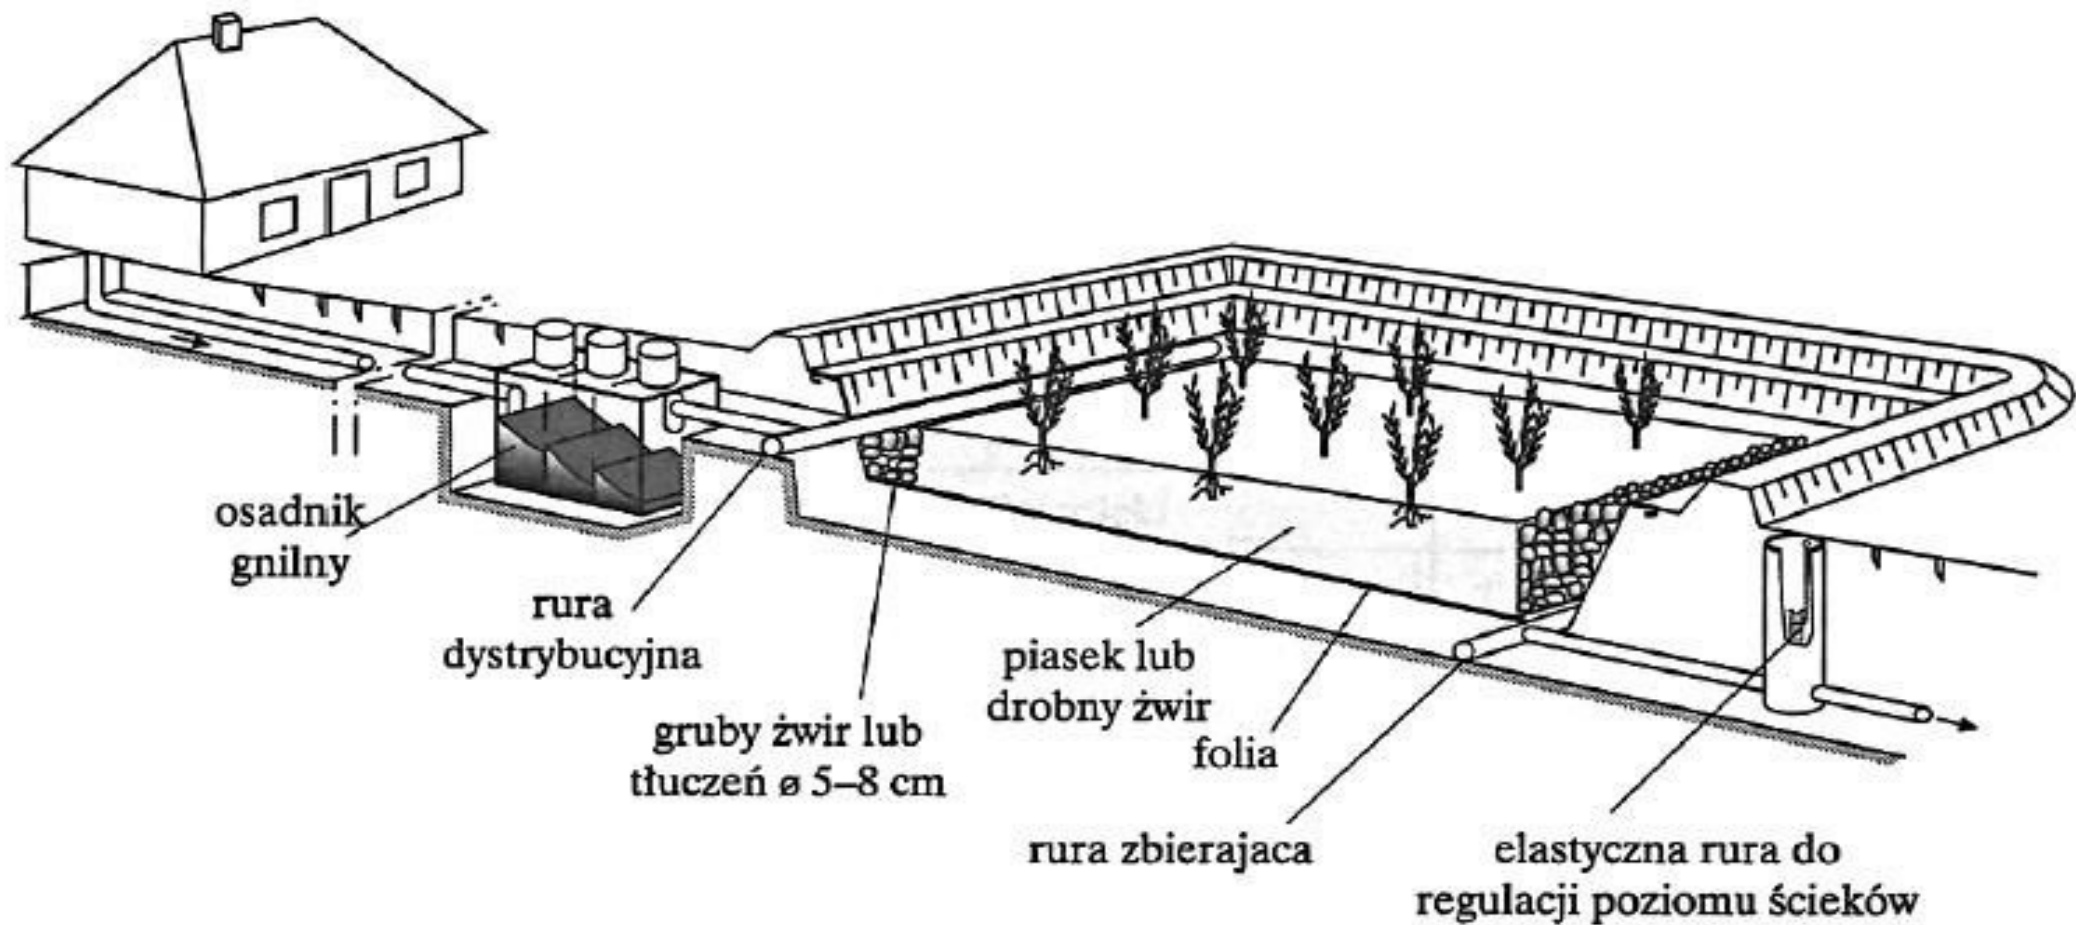 osadnik
gnilny
rura
dystrybucyjna
gruby żwir lub
tłuczeń ø 5–8 cm
piasek lub
drobny żwir
folia
rura zbierajaca
elastyczna rura do
regulacji poziomu ścieków